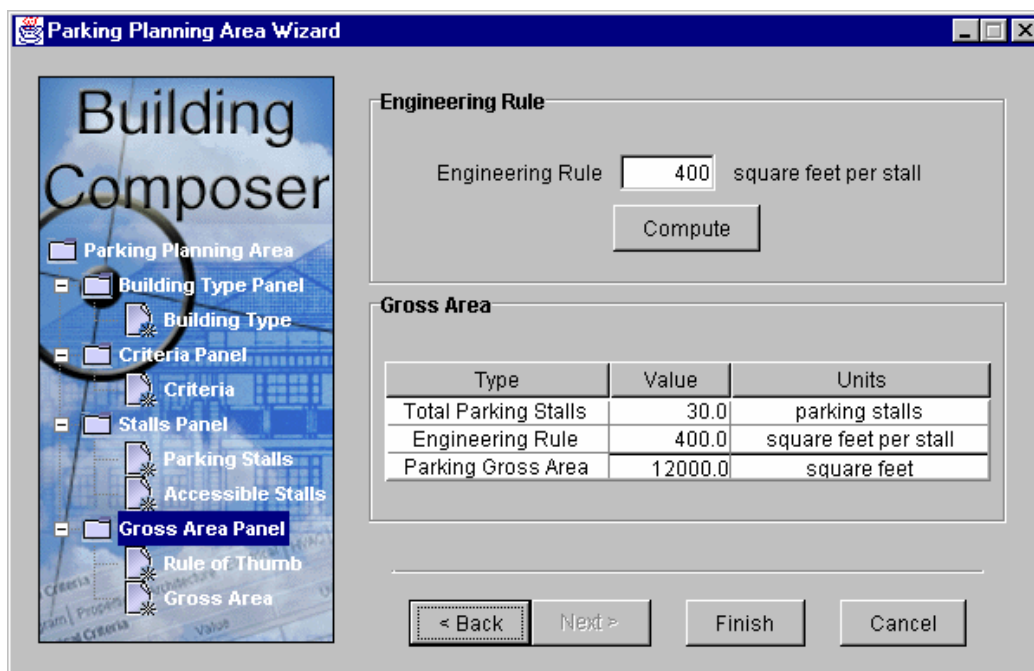 Parking Planning Area Wizard
Building
Composer
Parking Planning Area
Building Type Panel
Building Type
Criteria Panel
Criteria
Stalls Panel
Parking Stalls
Accessible Stalls
Gross Area Panel
Rule of Thumb
Gross Area
Criteria
Value
Engineering Rule
Engineering Rule 400 square feet per stall
Compute
Gross Area
Type Value Units
Total Parking Stalls 30.0 parking stalls
Engineering Rule 400.0 square feet per stall
Parking Gross Area 12000.0 square feet
< Back Next > Finish Cancel